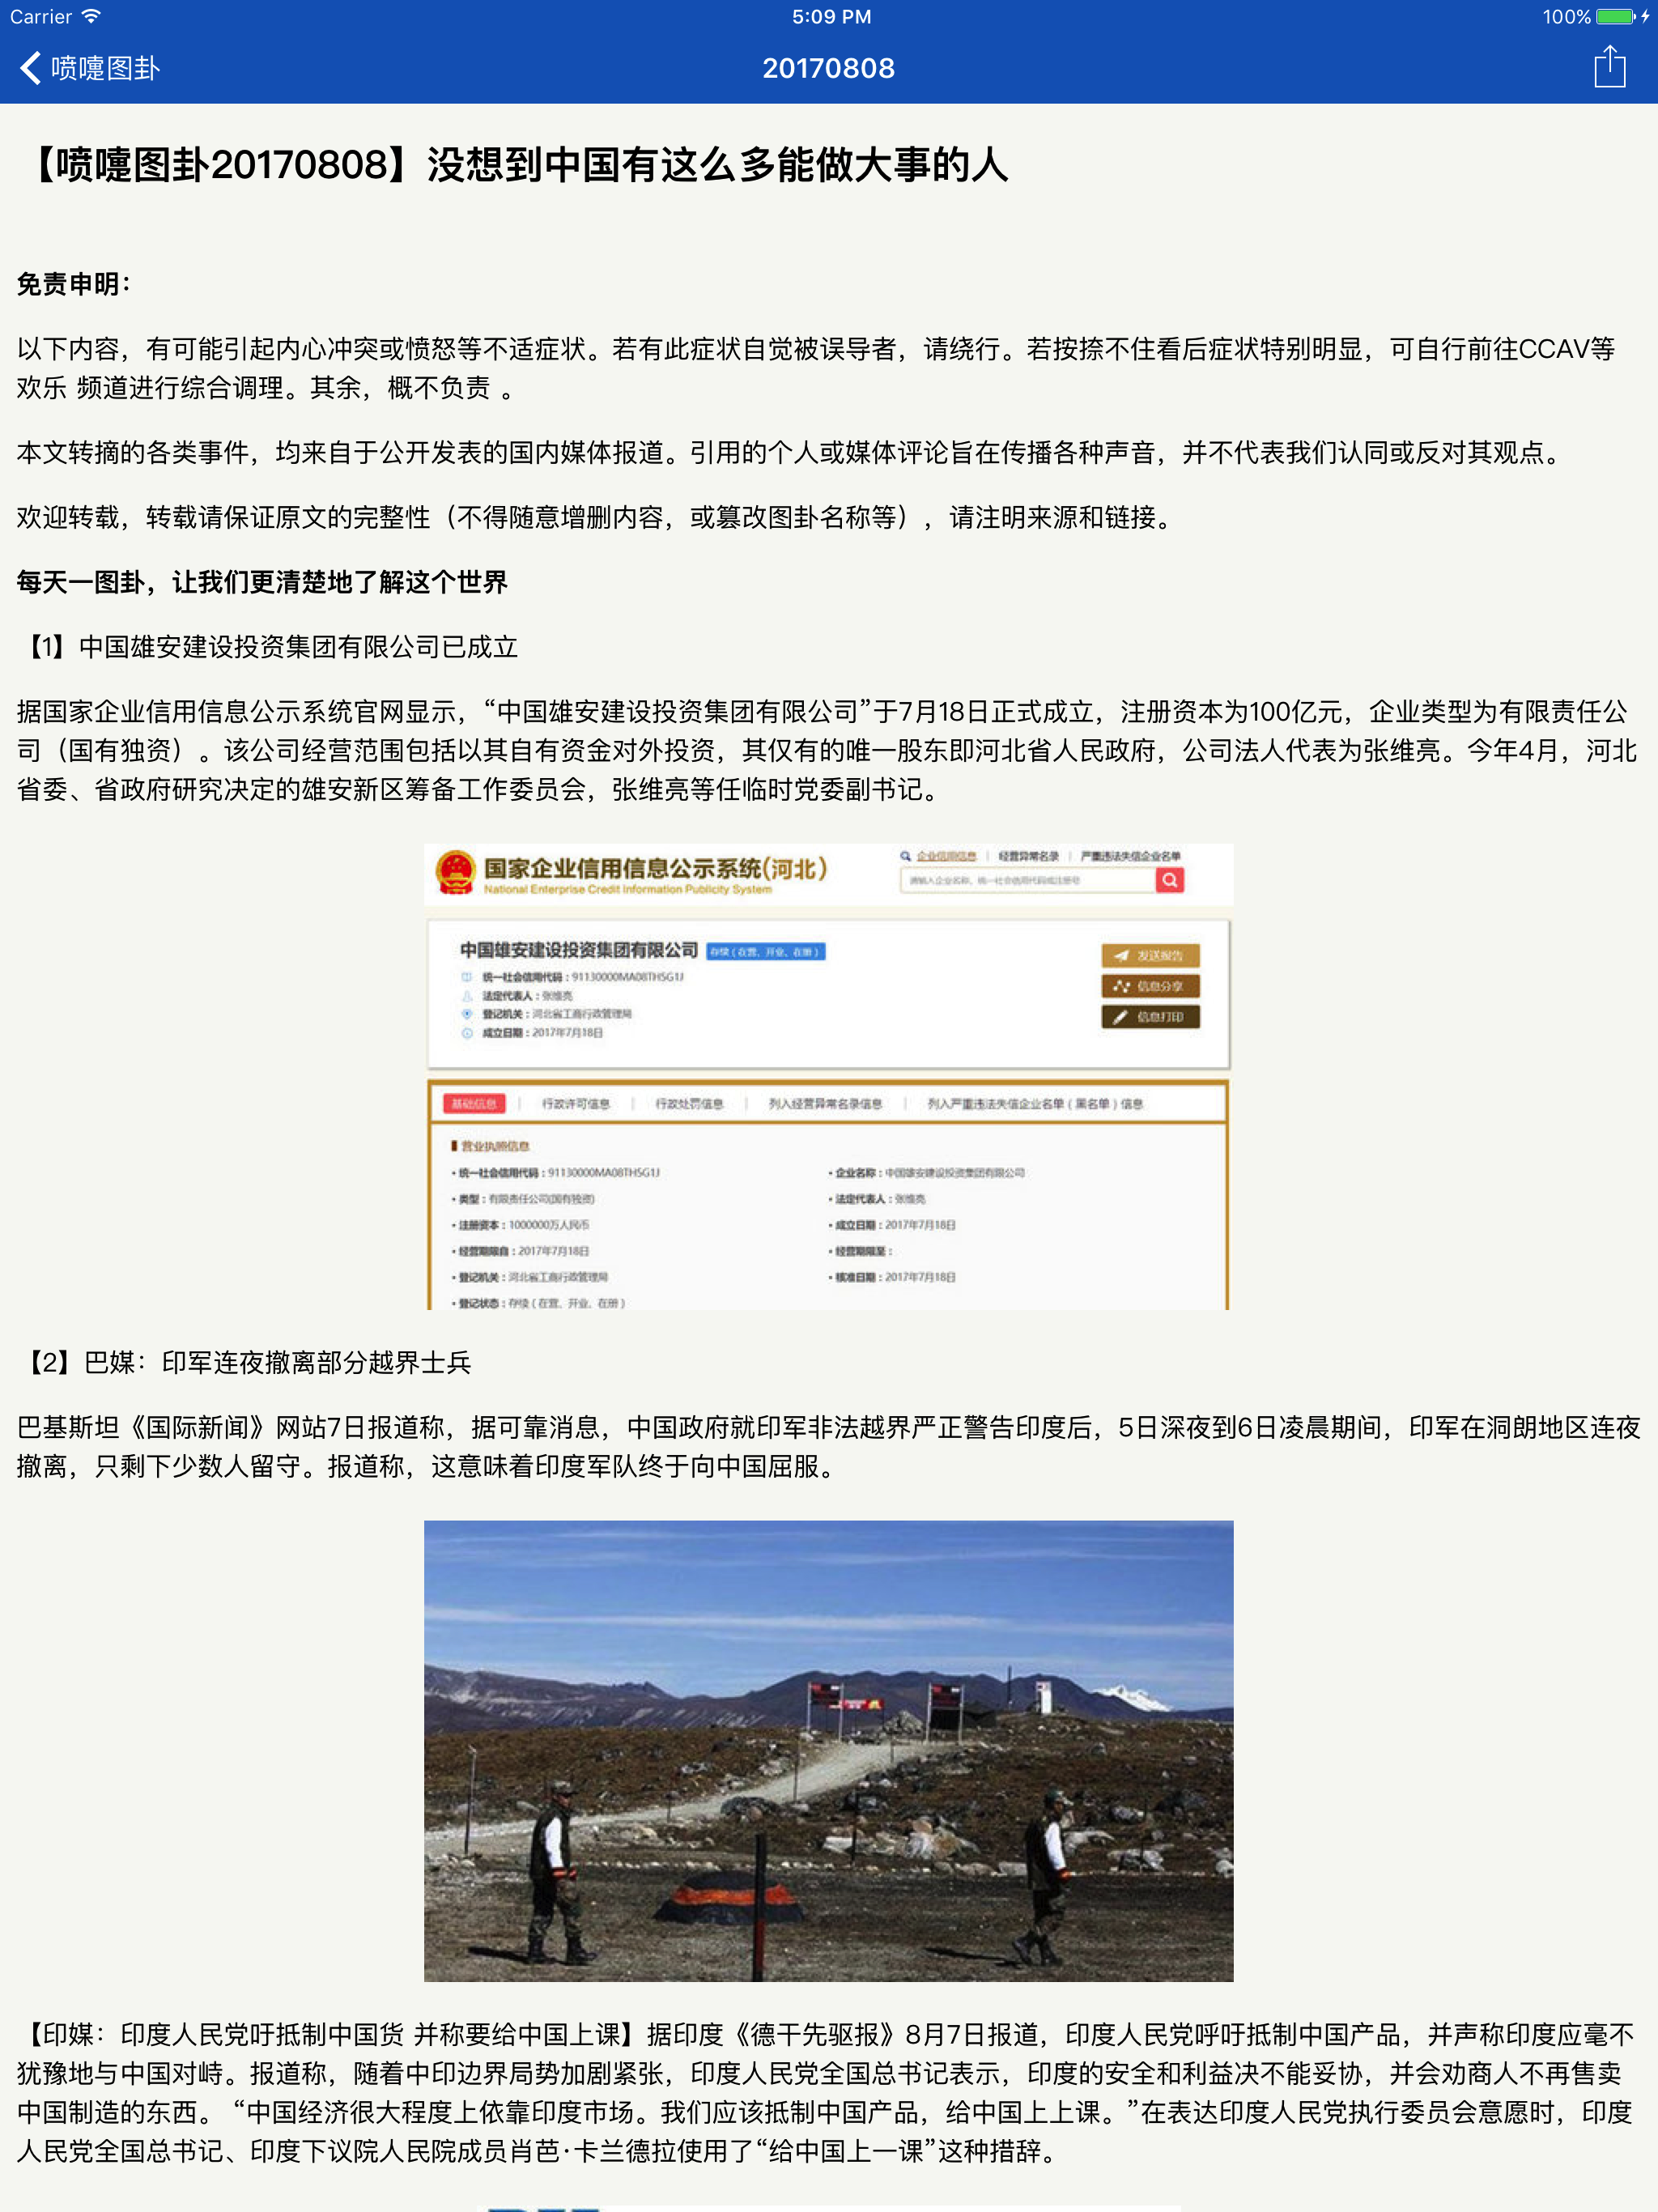 Carrier 5:09 PM 100%
喷嚏图卦 20170808
【喷嚏图卦20170808】没想到中国有这么多能做大事的人
免责申明：
以下内容，有可能引起内心冲突或愤怒等不适症状。若有此症状自觉被误导者，请绕行。若按捺不住看后症状特别明显，可自行前往CCAV等
欢乐 频道进行综合调理。其余，概不负责 。
本文转摘的各类事件，均来自于公开发表的国内媒体报道。引用的个人或媒体评论旨在传播各种声音，并不代表我们认同或反对其观点。
欢迎转载，转载请保证原文的完整性（不得随意增删内容，或篡改图卦名称等），请注明来源和链接。
每天一图卦，让我们更清楚地了解这个世界
【1】中国雄安建设投资集团有限公司已成立
据国家企业信用信息公示系统官网显示，“中国雄安建设投资集团有限公司”于7月18日正式成立，注册资本为100亿元，企业类型为有限责任公
司（国有独资）。该公司经营范围包括以其自有资金对外投资，其仅有的唯一股东即河北省人民政府，公司法人代表为张维亮。今年4月，河北
省委、省政府研究决定的雄安新区筹备工作委员会，张维亮等任临时党委副书记。
企业信用信息 | 经营异常名录 | 严重违法失信企业名单
国家企业信用信息公示系统(河北)
National Enterprise Credit Information Publicity System
请输入企业名称、统一社会信用代码或注册号
中国雄安建设投资集团有限公司 存续（在营、开业、在册）
发送报告
统一社会信用代码：91130000MA08THSG1J
信息分享
法定代表人：张维亮
登记机关：河北省工商行政管理局
信息打印
成立日期：2017年7月18日
基础信息 | 行政许可信息 | 行政处罚信息 | 列入经营异常名录信息 | 列入严重违法失信企业名单（黑名单）信息
营业执照信息
·统一社会信用代码：91130000MA08THSG1J ·企业名称：中国雄安建设投资集团有限公司
·类型：有限责任公司(国有独资) ·法定代表人：张维亮
·注册资本：1000000万人民币 ·成立日期：2017年7月18日
·经营期限自：2017年7月18日 ·经营期限至：
·登记机关：河北省工商行政管理局 ·核准日期：2017年7月18日
·登记状态：存续（在营、开业、在册）
【2】巴媒：印军连夜撤离部分越界士兵
巴基斯坦《国际新闻》网站7日报道称，据可靠消息，中国政府就印军非法越界严正警告印度后，5日深夜到6日凌晨期间，印军在洞朗地区连夜
撤离，只剩下少数人留守。报道称，这意味着印度军队终于向中国屈服。
【印媒：印度人民党吁抵制中国货 并称要给中国上课】据印度《德干先驱报》8月7日报道，印度人民党呼吁抵制中国产品，并声称印度应毫不
犹豫地与中国对峙。报道称，随着中印边界局势加剧紧张，印度人民党全国总书记表示，印度的安全和利益决不能妥协，并会劝商人不再售卖
中国制造的东西。 “中国经济很大程度上依靠印度市场。我们应该抵制中国产品，给中国上上课。”在表达印度人民党执行委员会意愿时，印度
人民党全国总书记、印度下议院人民院成员肖芭·卡兰德拉使用了“给中国上一课”这种措辞。